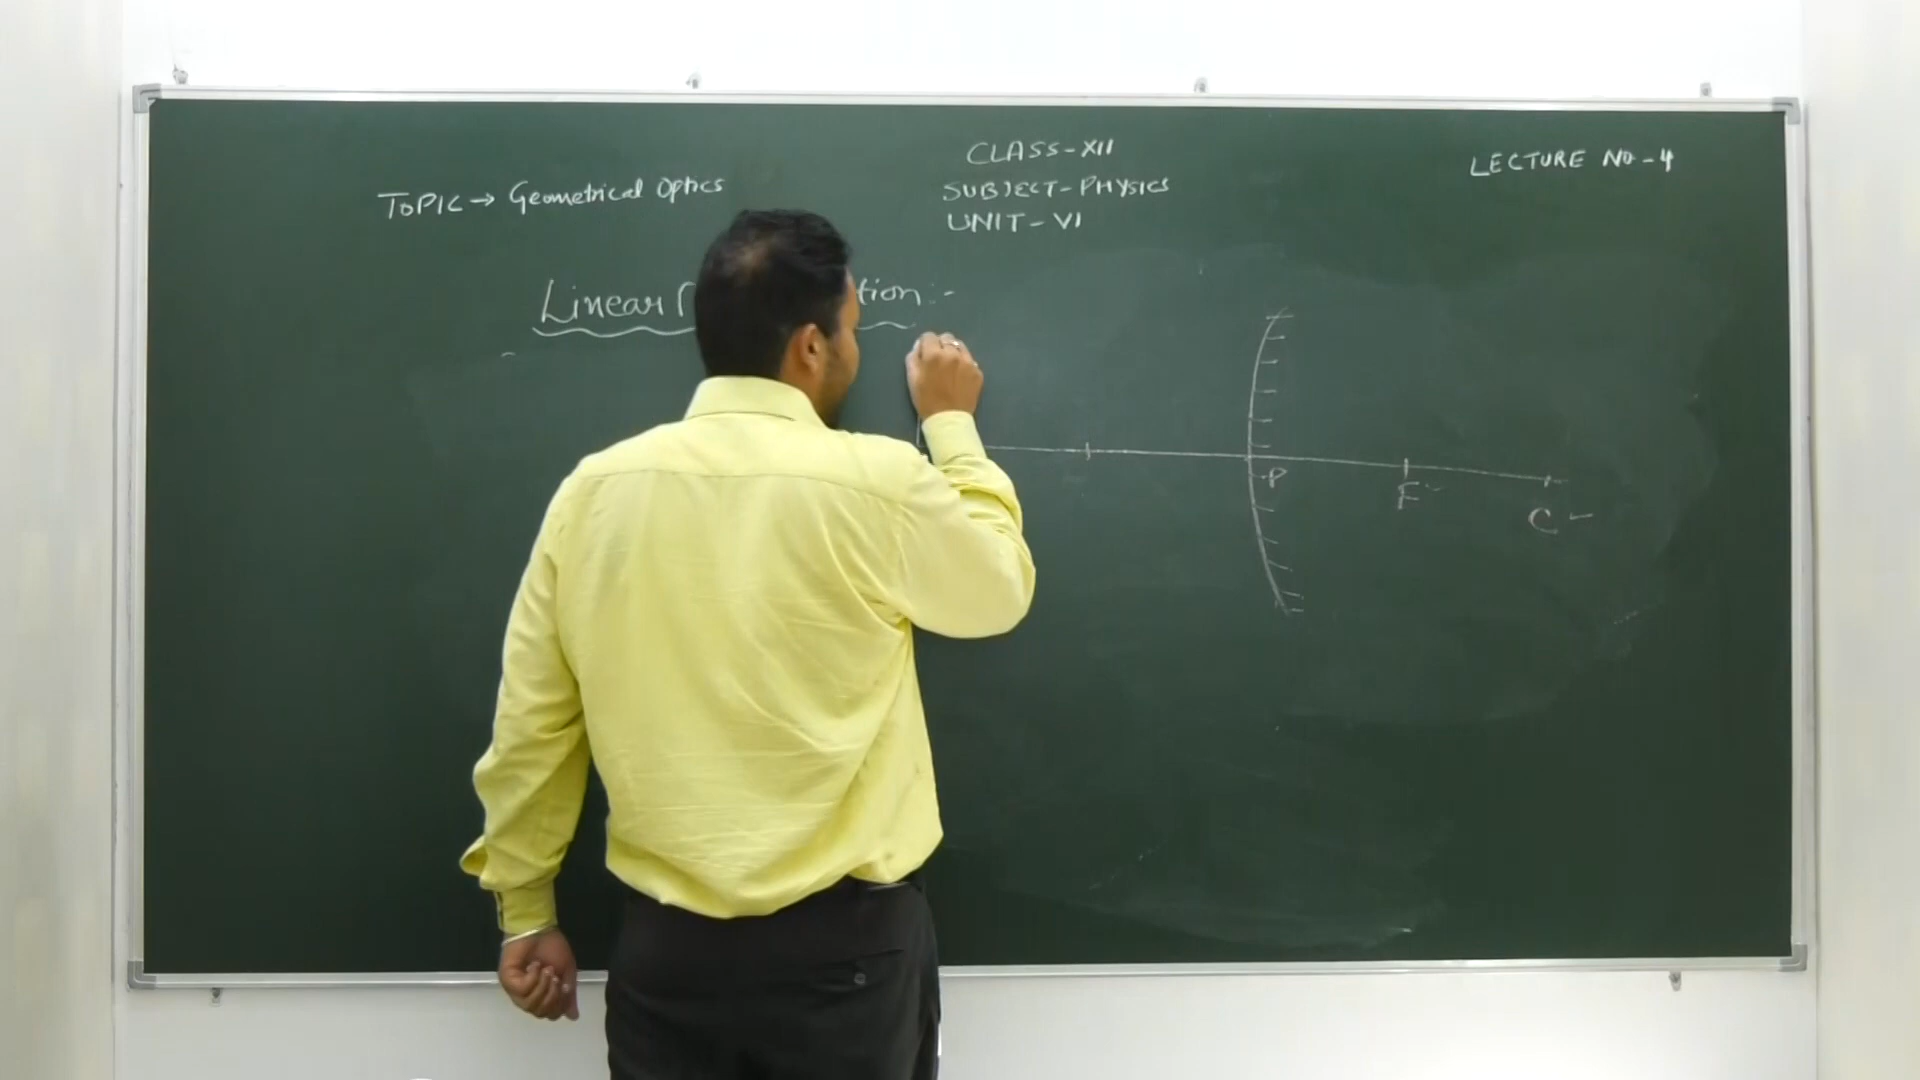 CLASS-XII
LECTURE NO-4
TOPIC → Geometrical Optics
SUBJECT-PHYSICS
UNIT-VI
Linear
tion:-
P
F
C